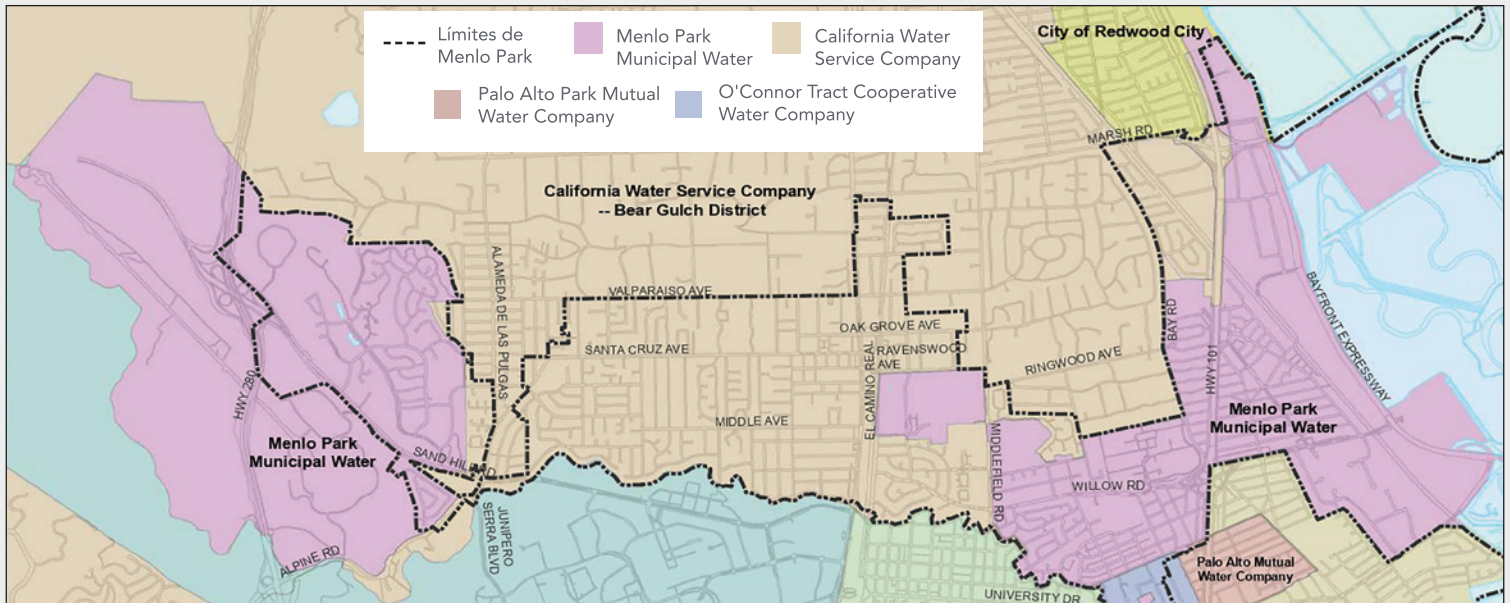 Límites de
Menlo Park
Menlo Park
Municipal Water
California Water
Service Company
Palo Alto Park Mutual
Water Company
O'Connor Tract Cooperative
Water Company
City of Redwood City
MARSH RD
California Water Service Company
-- Bear Gulch District
ALAMEDA DE LAS PULGAS
VALPARAISO AVE
OAK GROVE AVE
SANTA CRUZ AVE
RAVENSWOOD
AVE
RINGWOOD AVE
BAY RD
HWY 101
BAYFRONT EXPRESSWAY
EL CAMINO REAL
HWY 280
MIDDLE AVE
Menlo Park
Municipal Water
Menlo Park
Municipal Water
SAND HILL RD
MIDDLEFIELD RD
WILLOW RD
JUNIPERO
SERRA BLVD
ALPINE RD
Palo Alto Mutual
Water Company
UNIVERSITY DR